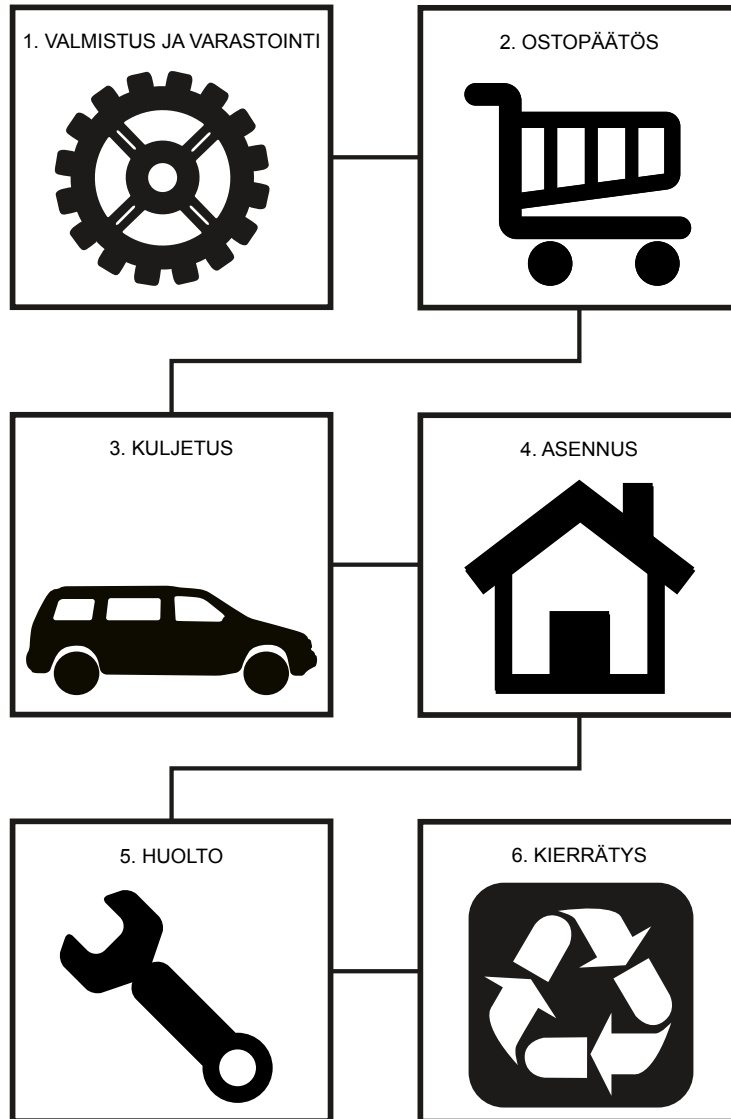 1. VALMISTUS JA VARASTOINTI
2. OSTOPÄÄTÖS
3. KULJETUS
4. ASENNUS
5. HUOLTO
6. KIERRÄTYS